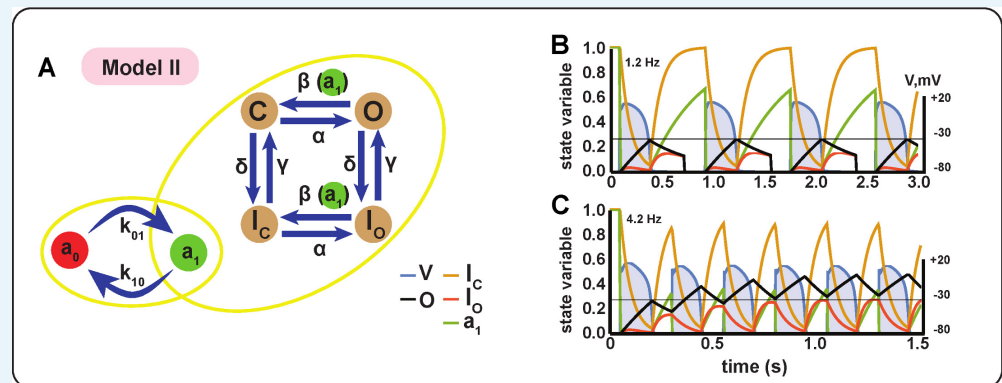 A
Model II
β (a1)
C
O
α
δ
γ
δ
γ
β (a1)
IC
IO
α
a0
k01
a1
k10
V
IC
O
IO
a1
B
1.2 Hz
V,mV
state variable
1.0
0.8
0.6
0.4
0.2
0.0
+20
-30
-80
0
0.5
1.0
1.5
2.0
2.5
3.0
C
4.2 Hz
state variable
1.0
0.8
0.6
0.4
0.2
0.0
+20
-30
-80
0
0.5
1.0
1.5
time (s)